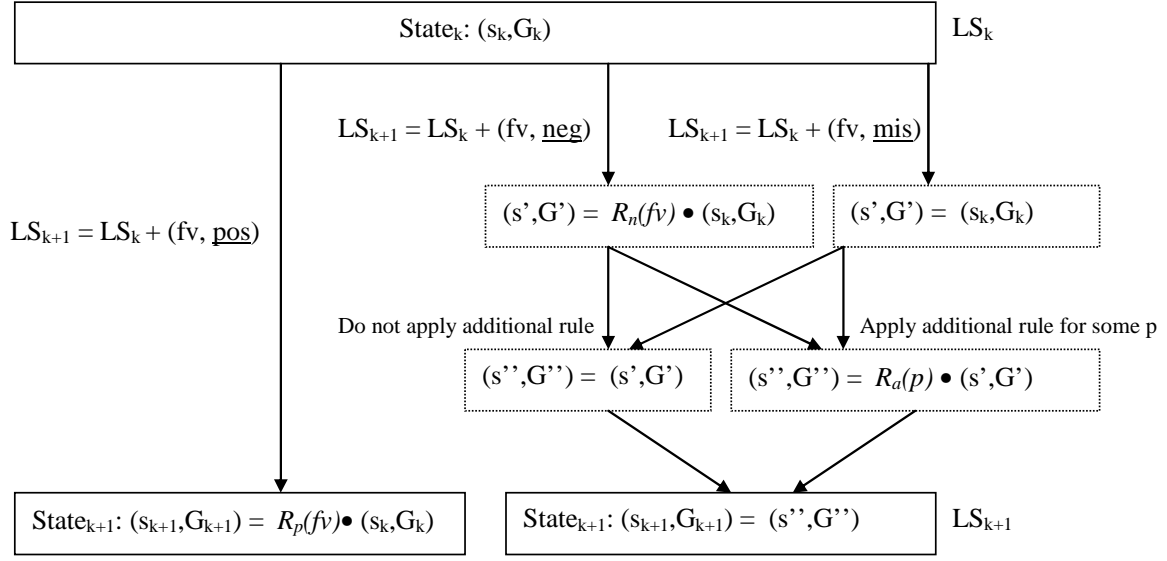 Stateₖ: (sₖ,Gₖ) LSₖ
LSₖ₊₁ = LSₖ + (fv, neg) LSₖ₊₁ = LSₖ + (fv, mis)
(s',G') = Rₙ(fv) • (sₖ,Gₖ) (s',G') = (sₖ,Gₖ)
LSₖ₊₁ = LSₖ + (fv, pos)
Do not apply additional rule Apply additional rule for some p
(s’’,G’’) = (s',G') (s’’,G’’) = Rₐ(p) • (s',G')
Stateₖ₊₁: (sₖ₊₁,Gₖ₊₁) = Rₚ(fv)• (sₖ,Gₖ) Stateₖ₊₁: (sₖ₊₁,Gₖ₊₁) = (s’’,G’’) LSₖ₊₁